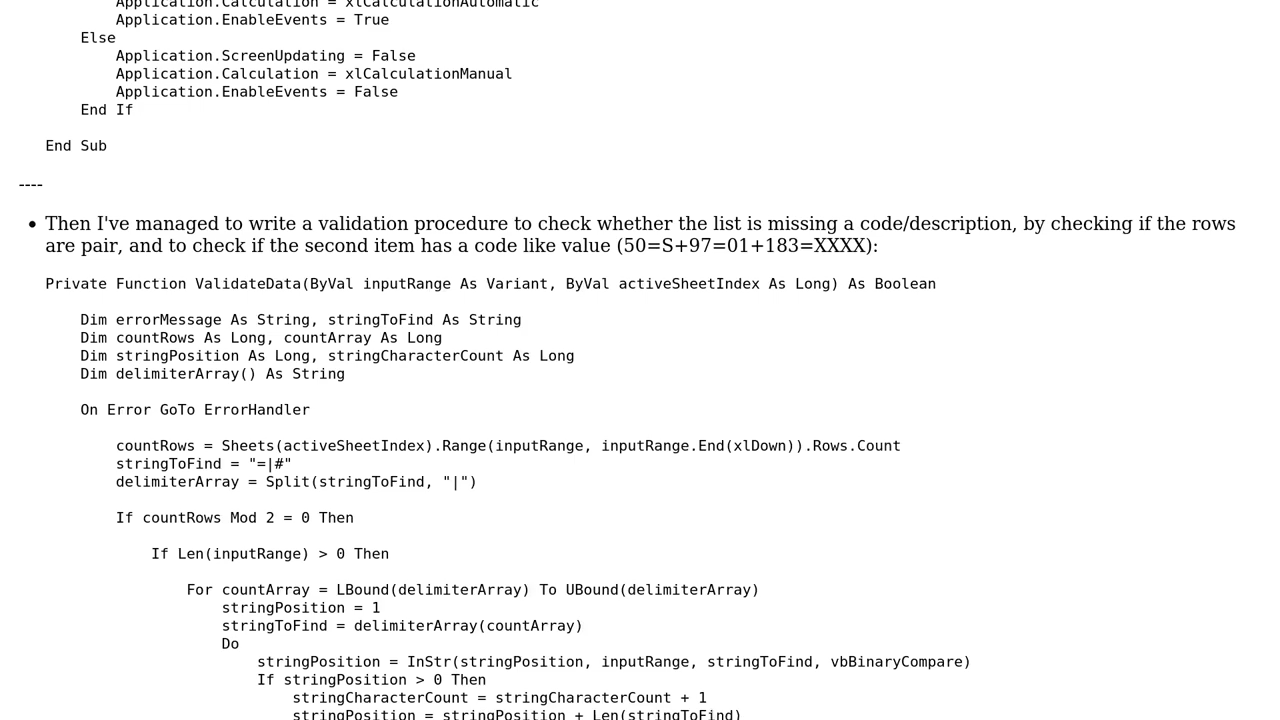 Application.Calculation = xlCalculationAutomatic
Application.EnableEvents = True
Else
Application.ScreenUpdating = False
Application.Calculation = xlCalculationManual
Application.EnableEvents = False
End If
End Sub
----
• Then I've managed to write a validation procedure to check whether the list is missing a code/description, by checking if the rows
are pair, and to check if the second item has a code like value (50=S+97=01+183=XXXX):
Private Function ValidateData(ByVal inputRange As Variant, ByVal activeSheetIndex As Long) As Boolean
Dim errorMessage As String, stringToFind As String
Dim countRows As Long, countArray As Long
Dim stringPosition As Long, stringCharacterCount As Long
Dim delimiterArray() As String
On Error GoTo ErrorHandler
countRows = Sheets(activeSheetIndex).Range(inputRange, inputRange.End(xlDown)).Rows.Count
stringToFind = "=|#"
delimiterArray = Split(stringToFind, "|")
If countRows Mod 2 = 0 Then
If Len(inputRange) > 0 Then
For countArray = LBound(delimiterArray) To UBound(delimiterArray)
stringPosition = 1
stringToFind = delimiterArray(countArray)
Do
stringPosition = InStr(stringPosition, inputRange, stringToFind, vbBinaryCompare)
If stringPosition > 0 Then
stringCharacterCount = stringCharacterCount + 1
stringPosition = stringPosition + Len(stringToFind)